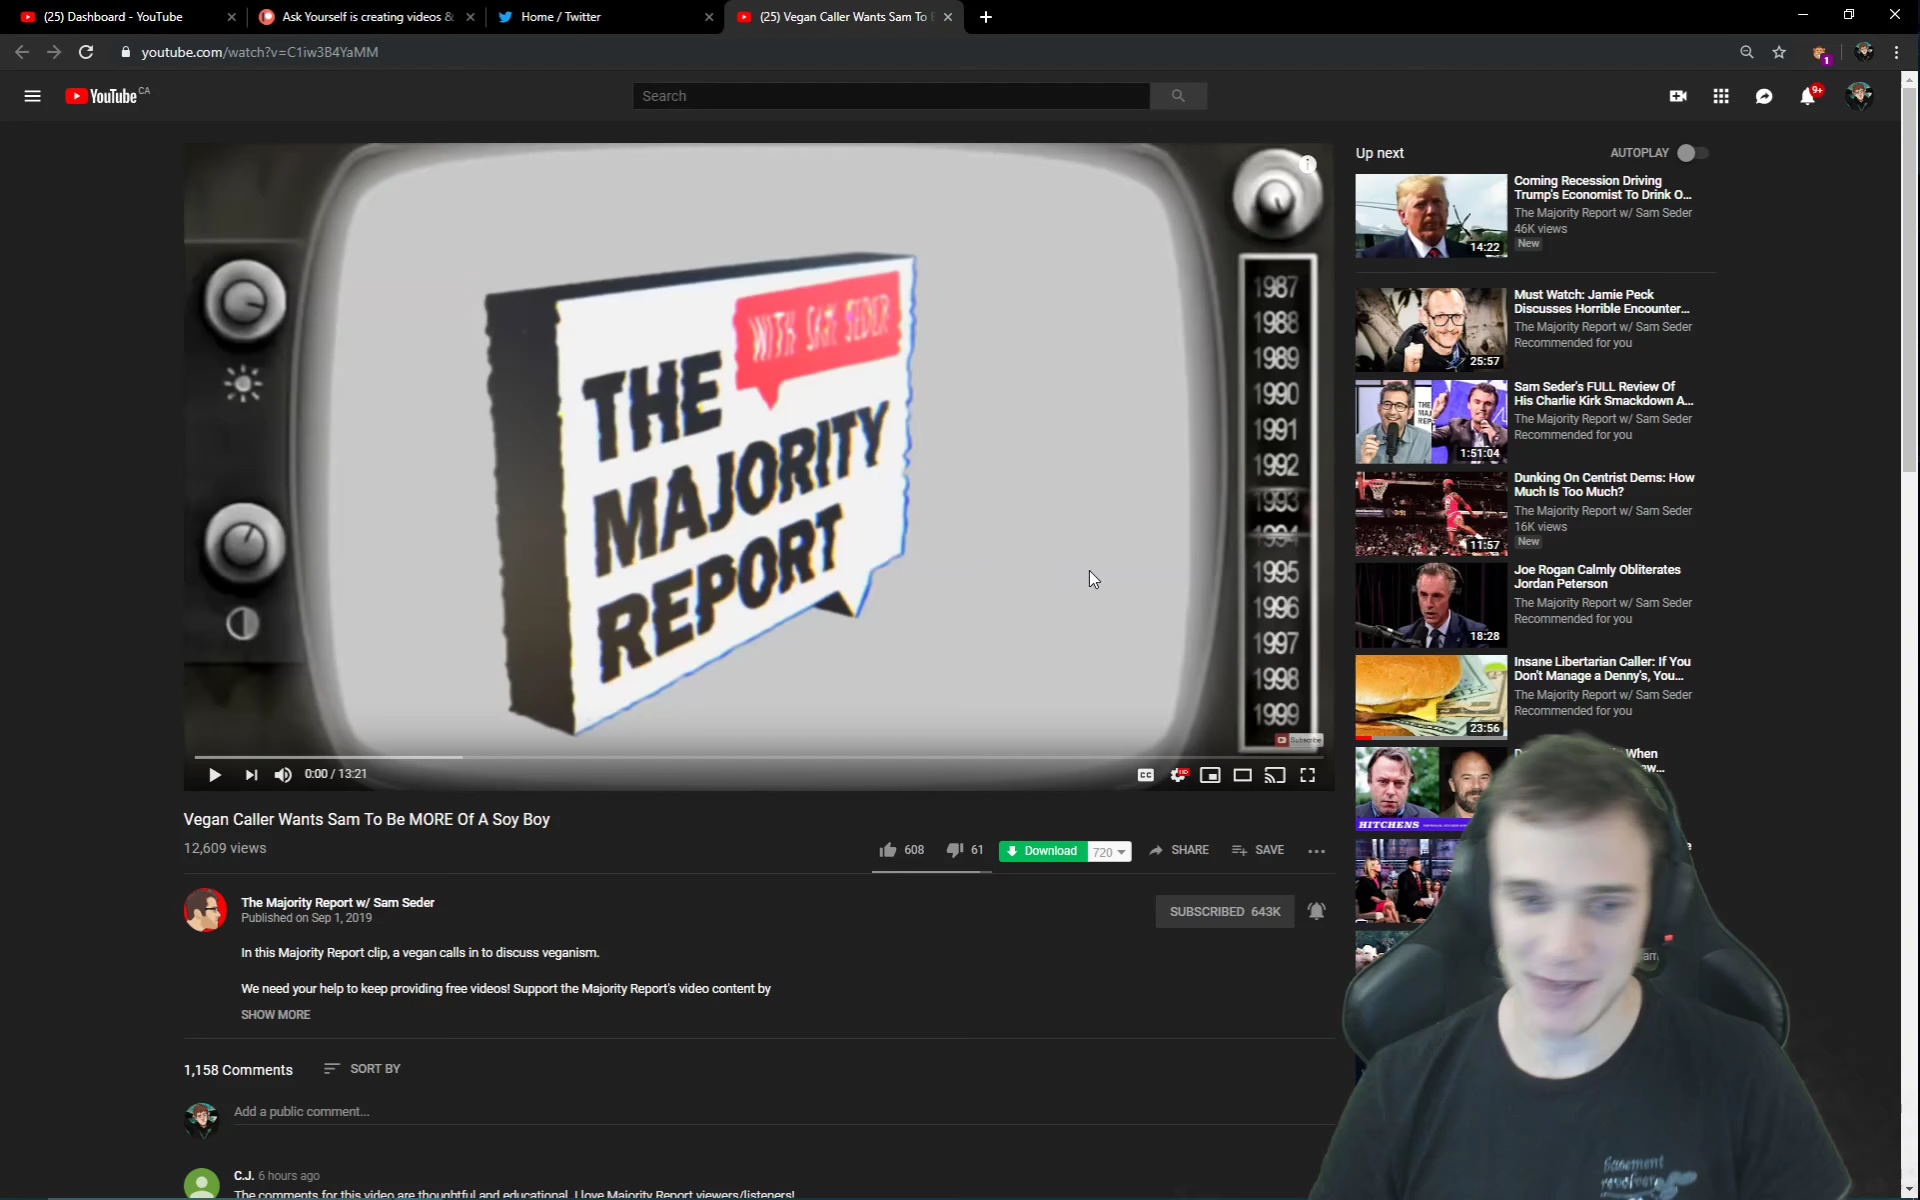 (25) Dashboard - YouTube
Ask Yourself is creating videos &
Home / Twitter
(25) Vegan Caller Wants Sam To
youtube.com/watch?v=C1iw3B4YaMM
1
YouTube CA
Search
9+
WITH SAM SEDER
THE
MAJORITY
REPORT
1987
1988
1989
1990
1991
1992
1993
1994
1995
1996
1997
1998
1999
Subscribe
0:00 / 13:21
CC
HD
Vegan Caller Wants Sam To Be MORE Of A Soy Boy
12,609 views
608
61
Download
720
SHARE
SAVE
The Majority Report w/ Sam Seder
Published on Sep 1, 2019
SUBSCRIBED 643K
In this Majority Report clip, a vegan calls in to discuss veganism.
We need your help to keep providing free videos! Support the Majority Report's video content by
SHOW MORE
1,158 Comments
SORT BY
Add a public comment...
C.J. 6 hours ago
The comments for this video are thoughtful and educational. I love Majority Report viewers/listeners!
Up next
AUTOPLAY
Coming Recession Driving
Trump's Economist To Drink O...
The Majority Report w/ Sam Seder
46K views
New
14:22
Must Watch: Jamie Peck
Discusses Horrible Encounter...
The Majority Report w/ Sam Seder
Recommended for you
25:57
Sam Seder's FULL Review Of
His Charlie Kirk Smackdown A...
The Majority Report w/ Sam Seder
Recommended for you
1:51:04
Dunking On Centrist Dems: How
Much Is Too Much?
The Majority Report w/ Sam Seder
16K views
New
11:57
Joe Rogan Calmly Obliterates
Jordan Peterson
The Majority Report w/ Sam Seder
Recommended for you
18:28
Insane Libertarian Caller: If You
Don't Manage a Denny's, You...
The Majority Report w/ Sam Seder
Recommended for you
23:56
When
HITCHENS
Basement